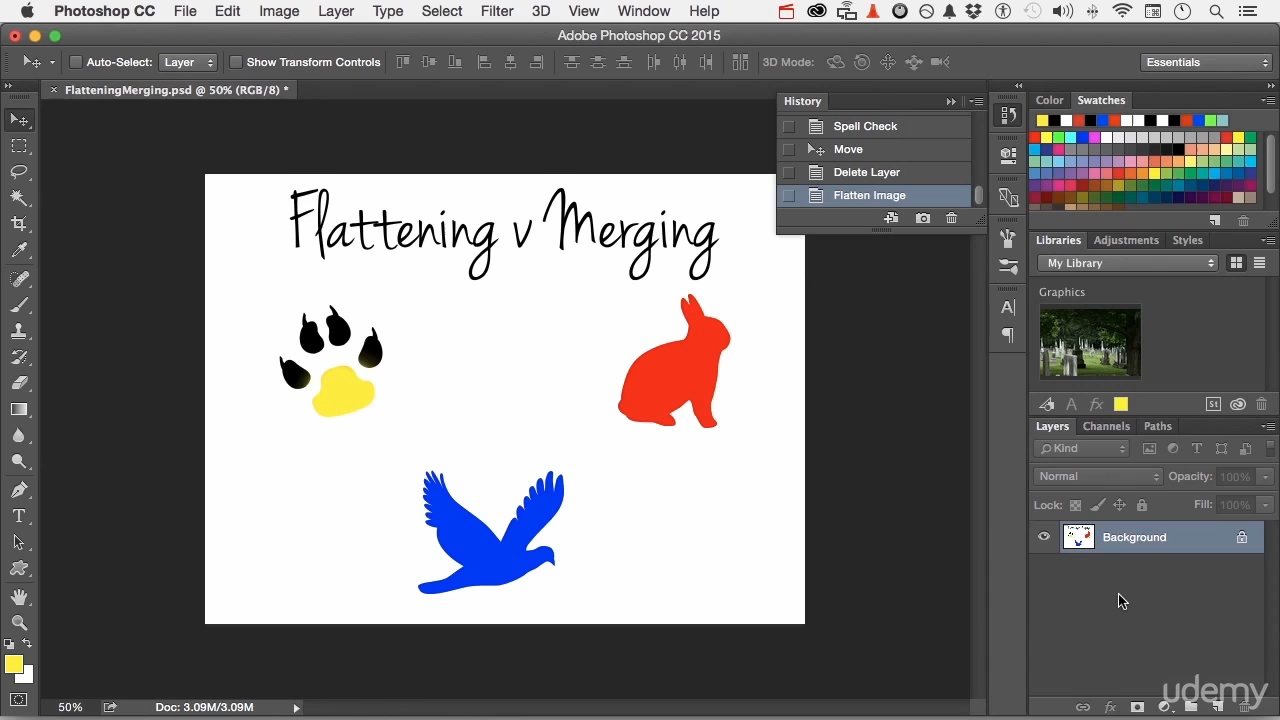 Photoshop CC File Edit Image Layer Type Select Filter 3D View Window Help
Adobe Photoshop CC 2015
Auto-Select: Layer Show Transform Controls 3D Mode: Essentials
FlatteningMerging.psd @ 50% (RGB/8) *
History
Spell Check
Move
Delete Layer
Flatten Image
Color Swatches
Libraries Adjustments Styles
My Library
Graphics
St
Layers Channels Paths
Kind
Normal Opacity: 100%
Lock: Fill: 100%
Background
Flattening v Merging
50% Doc: 3.09M/3.09M
udemy